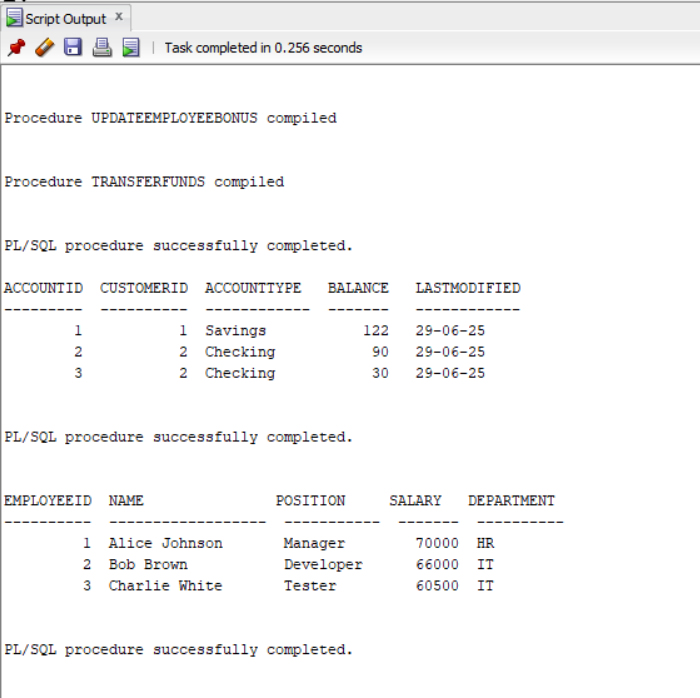 Script Output x
Task completed in 0.256 seconds
Procedure UPDATEEMPLOYEEBONUS compiled
Procedure TRANSFERFUNDS compiled
PL/SQL procedure successfully completed.
ACCOUNTID CUSTOMERID ACCOUNTTYPE BALANCE LASTMODIFIED
--------- ---------- ------------ ------- ------------
1 1 Savings 122 29-06-25
2 2 Checking 90 29-06-25
3 2 Checking 30 29-06-25
PL/SQL procedure successfully completed.
EMPLOYEEID NAME POSITION SALARY DEPARTMENT
---------- ------------------ ----------- ------- ----------
1 Alice Johnson Manager 70000 HR
2 Bob Brown Developer 66000 IT
3 Charlie White Tester 60500 IT
PL/SQL procedure successfully completed.